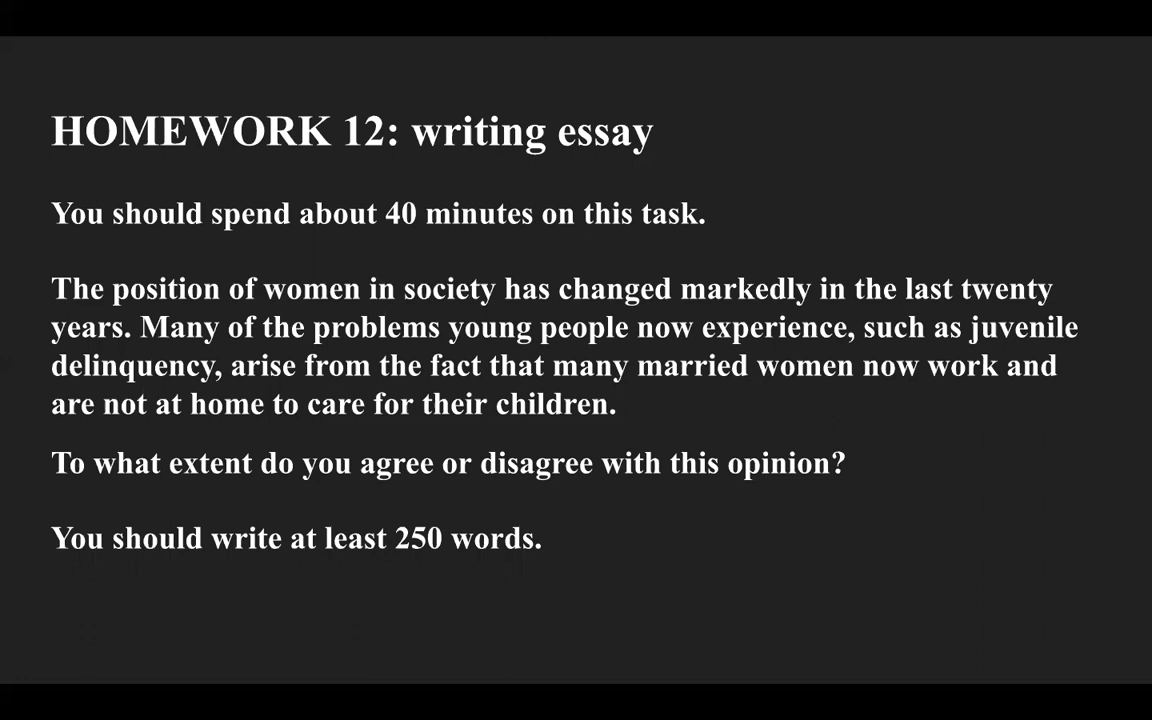 HOMEWORK 12: writing essay
You should spend about 40 minutes on this task.
The position of women in society has changed markedly in the last twenty
years. Many of the problems young people now experience, such as juvenile
delinquency, arise from the fact that many married women now work and
are not at home to care for their children.
To what extent do you agree or disagree with this opinion?
You should write at least 250 words.